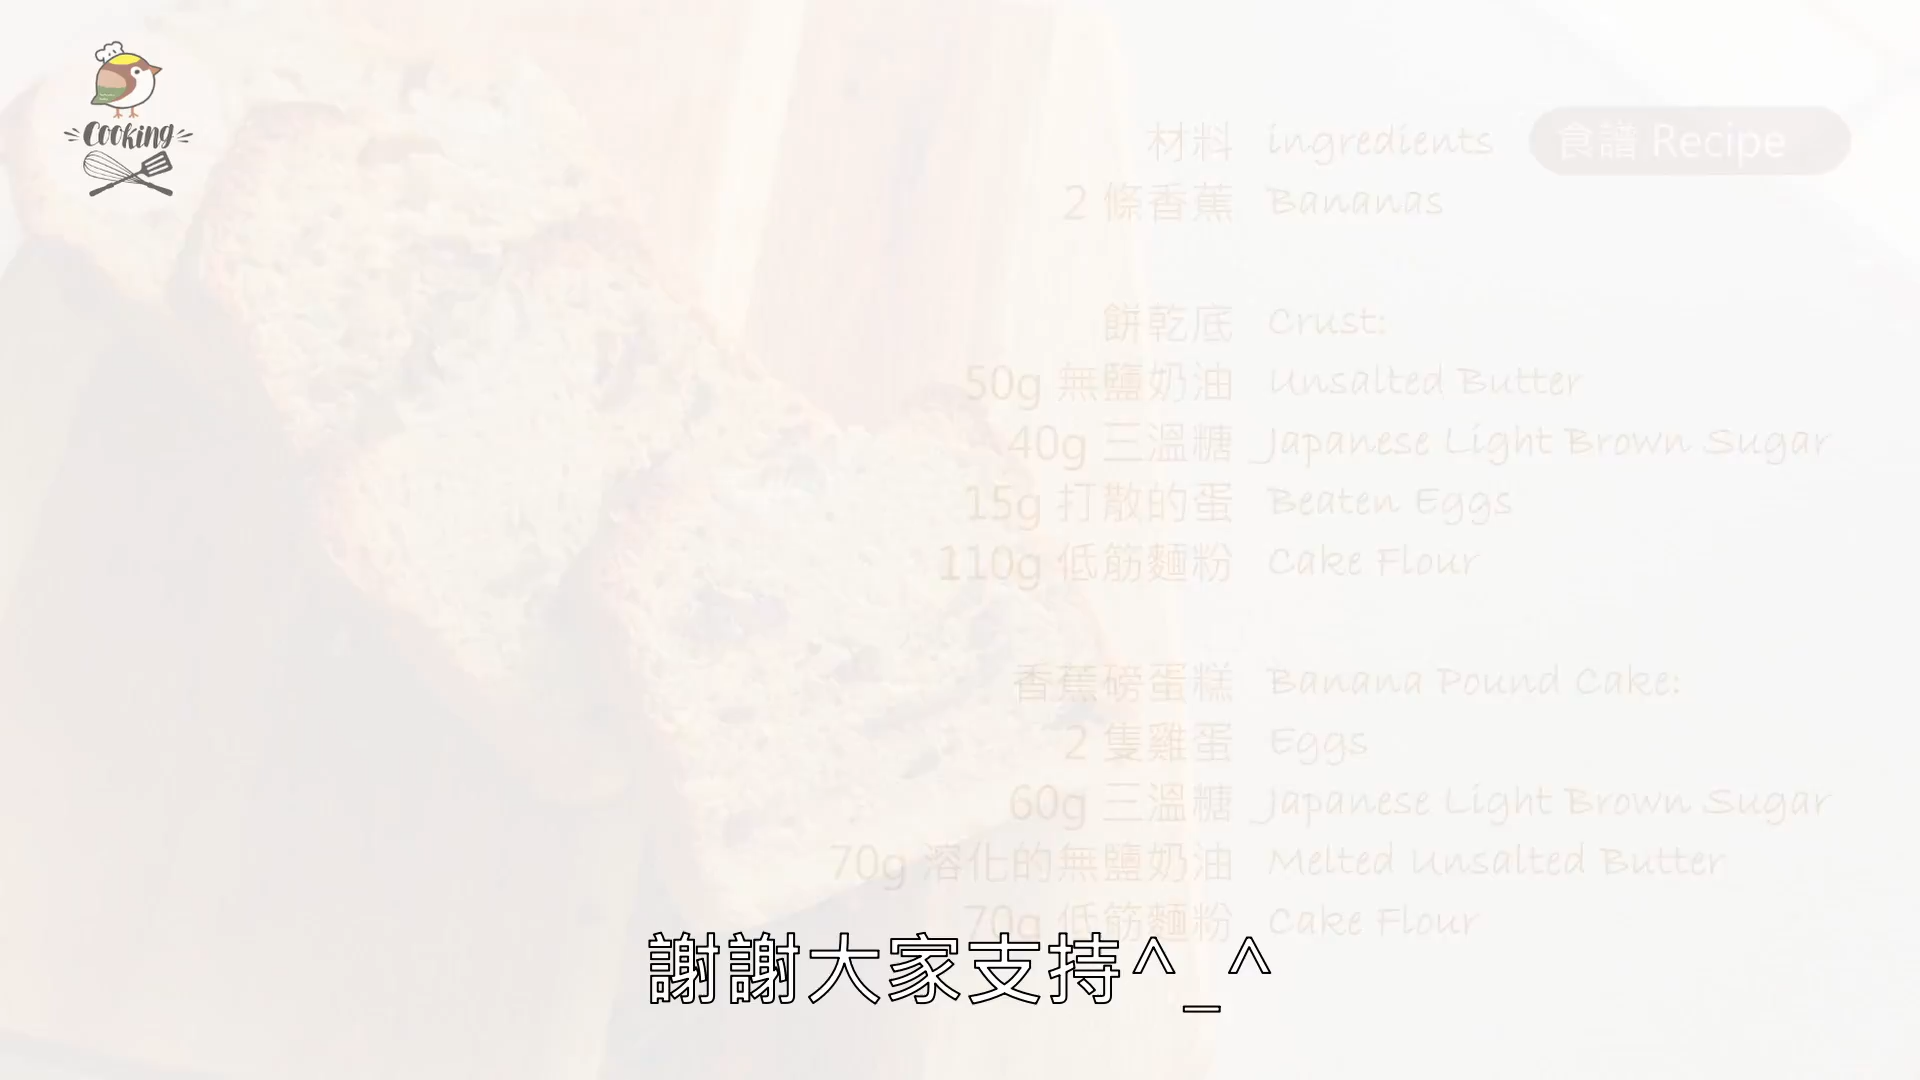 Cooking
食譜 Recipe
材料 ingredients
2 條香蕉 Bananas
餅乾底 Crust:
50g 無鹽奶油 Unsalted Butter
40g 三溫糖 Japanese Light Brown Sugar
15g 打散的蛋 Beaten Eggs
110g 低筋麵粉 Cake Flour
香蕉磅蛋糕 Banana Pound Cake:
2 隻雞蛋 Eggs
60g 三溫糖 Japanese Light Brown Sugar
70g 溶化的無鹽奶油 Melted Unsalted Butter
70g 低筋麵粉 Cake Flour
謝謝大家支持^_^